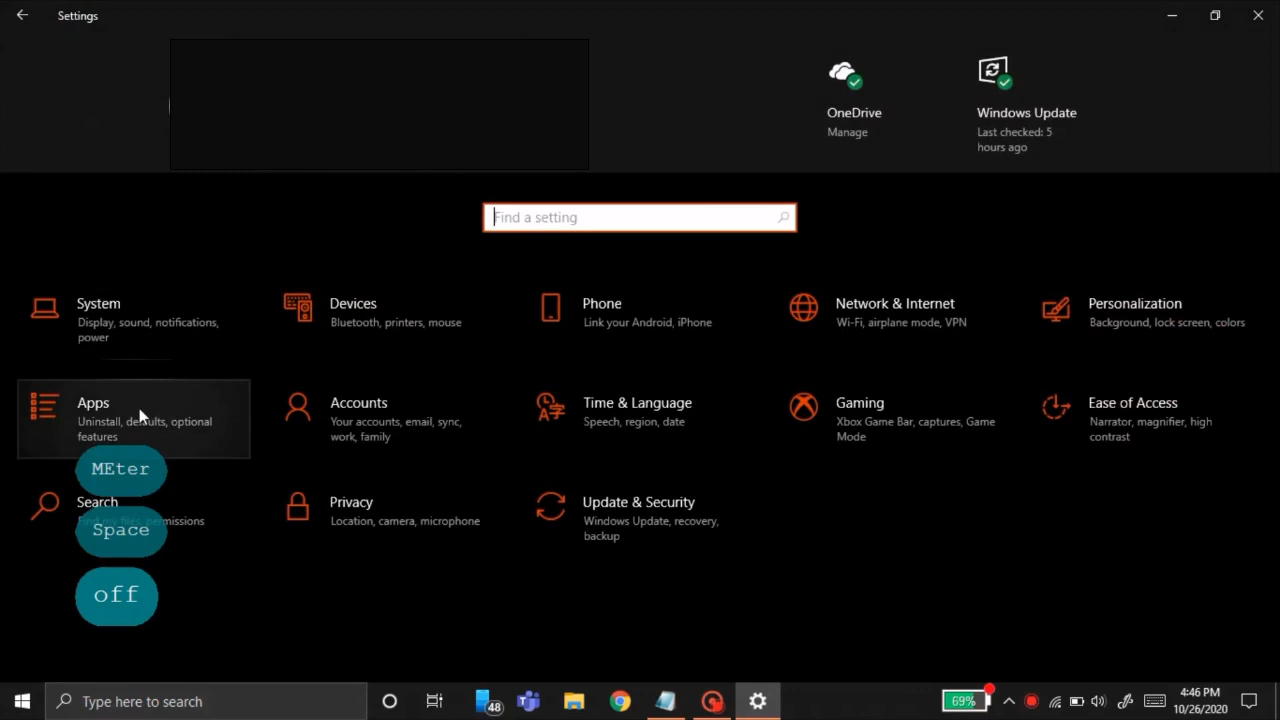 Settings
OneDrive
Manage
Windows Update
Last checked: 5
hours ago
Find a setting
System
Display, sound, notifications,
power
Devices
Bluetooth, printers, mouse
Phone
Link your Android, iPhone
Network & Internet
Wi-Fi, airplane mode, VPN
Personalization
Background, lock screen, colors
Apps
Uninstall, defaults, optional
features
Accounts
Your accounts, email, sync,
work, family
Time & Language
Speech, region, date
Gaming
Xbox Game Bar, captures, Game
Mode
Ease of Access
Narrator, magnifier, high
contrast
MEter
Search
Find my files, permissions
Space
off
Privacy
Location, camera, microphone
Update & Security
Windows Update, recovery,
backup
Type here to search
48
69%
4:46 PM
10/26/2020